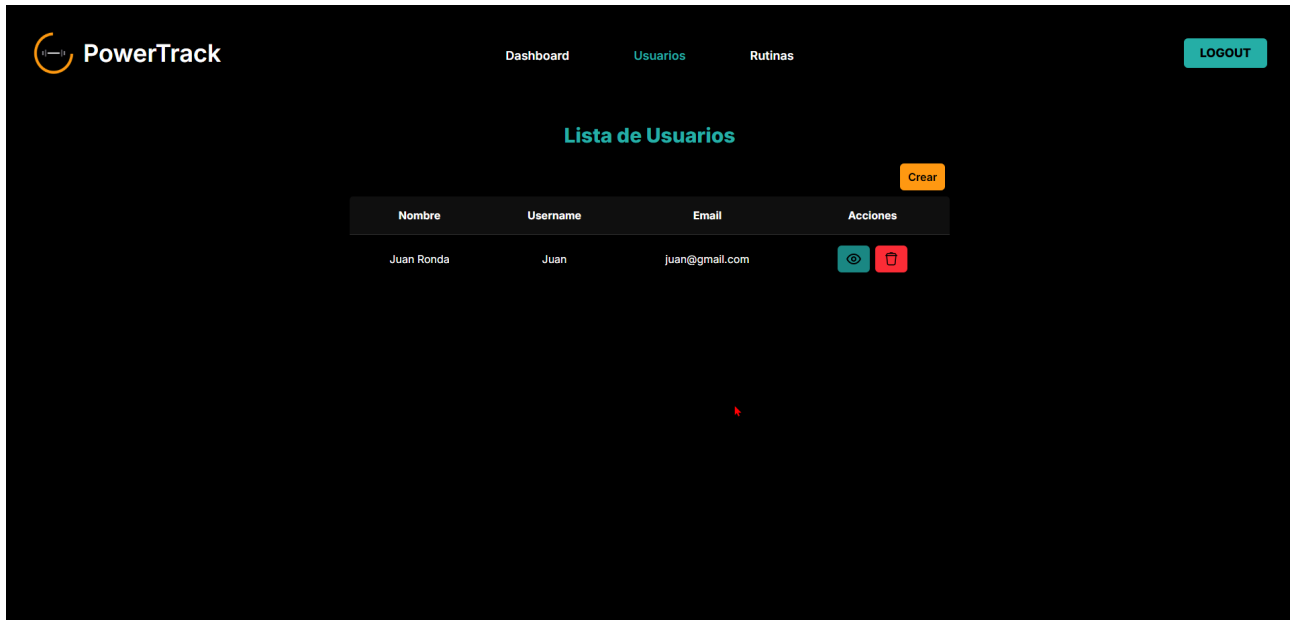 PowerTrack Dashboard Usuarios Rutinas LOGOUT
Lista de Usuarios
Crear
Nombre Username Email Acciones
Juan Ronda Juan juan@gmail.com